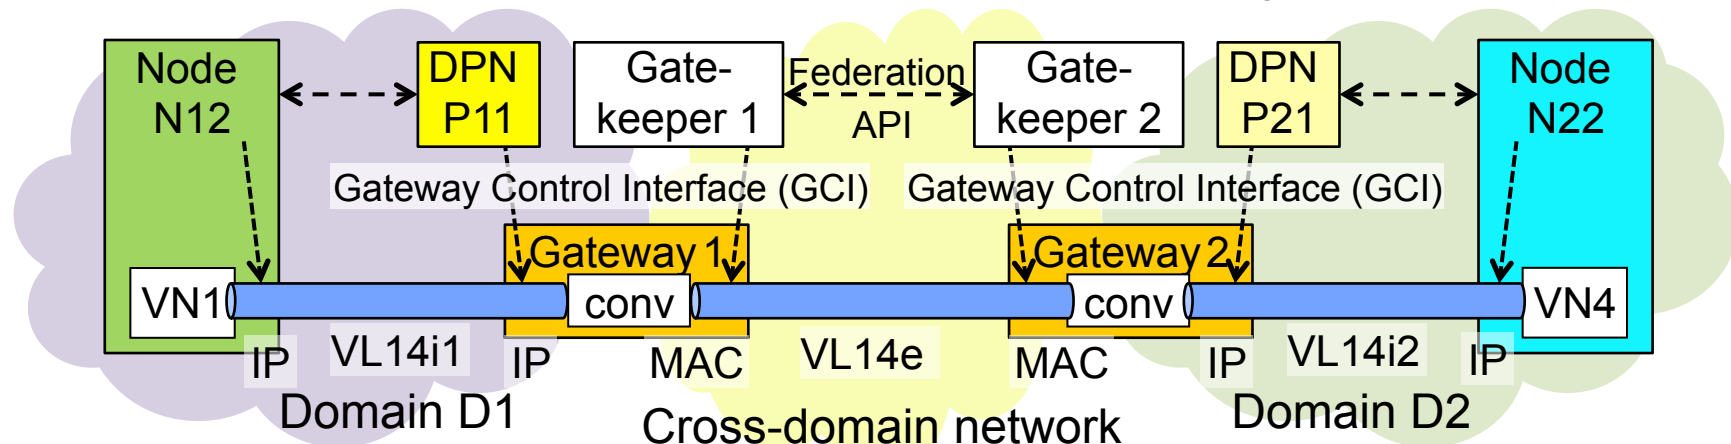 Node
N12
DPN
P11
Gate-
keeper 1
Federation
API
Gate-
keeper 2
DPN
P21
Node
N22
Gateway Control Interface (GCI)
Gateway Control Interface (GCI)
Gateway 1
Gateway 2
VN1
conv
conv
VN4
IP
VL14i1
IP
MAC
VL14e
MAC
IP
VL14i2
IP
Domain D1
Cross-domain network
Domain D2